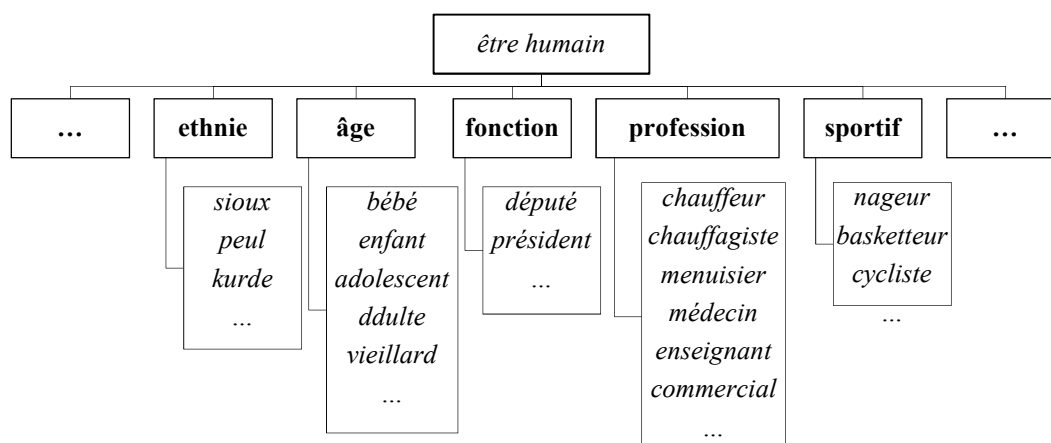 être humain
...
ethnie
âge
fonction
profession
sportif
...
sioux
peul
kurde
...
bébé
enfant
adolescent
ddulte
vieillard
...
député
président
...
chauffeur
chauffagiste
menuisier
médecin
enseignant
commercial
...
nageur
basketteur
cycliste
...